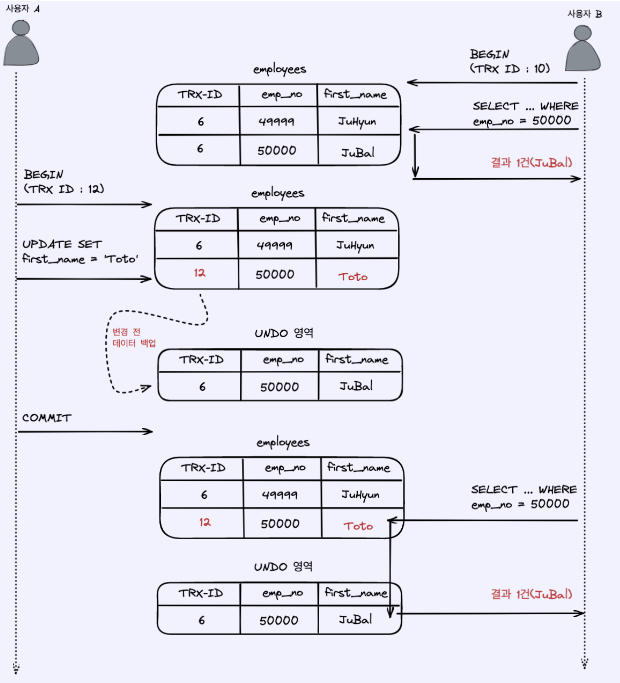 사용자 A
사용자 B
employees
BEGIN
(TRX ID : 10)
TRX-ID emp_no first_name
6 49999 JuHyun
6 50000 JuBal
SELECT ... WHERE
emp_no = 50000
결과 1건(JuBal)
BEGIN
(TRX ID : 12)
employees
TRX-ID emp_no first_name
6 49999 JuHyun
12 50000 Toto
UPDATE SET
first_name = 'Toto'
변경 전
데이터 백업
UNDO 영역
TRX-ID emp_no first_name
6 50000 JuBal
COMMIT
employees
TRX-ID emp_no first_name
6 49999 JuHyun
12 50000 Toto
SELECT ... WHERE
emp_no = 50000
UNDO 영역
TRX-ID emp_no first_name
6 50000 JuBal
결과 1건(JuBal)